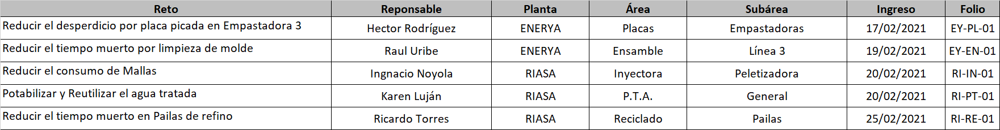 Reto Reponsable Planta Área Subárea Ingreso Folio
Reducir el desperdicio por placa picada en Empastadora 3 Hector Rodríguez ENERYA Placas Empastadoras 17/02/2021 EY-PL-01
Reducir el tiempo muerto por limpieza de molde Raul Uribe ENERYA Ensamble Línea 3 19/02/2021 EY-EN-01
Reducir el consumo de Mallas Ingnacio Noyola RIASA Inyectora Peletizadora 20/02/2021 RI-IN-01
Potabilizar y Reutilizar el agua tratada Karen Luján RIASA P.T.A. General 20/02/2021 RI-PT-01
Reducir el tiempo muerto en Pailas de refino Ricardo Torres RIASA Reciclado Pailas 25/02/2021 RI-RE-01